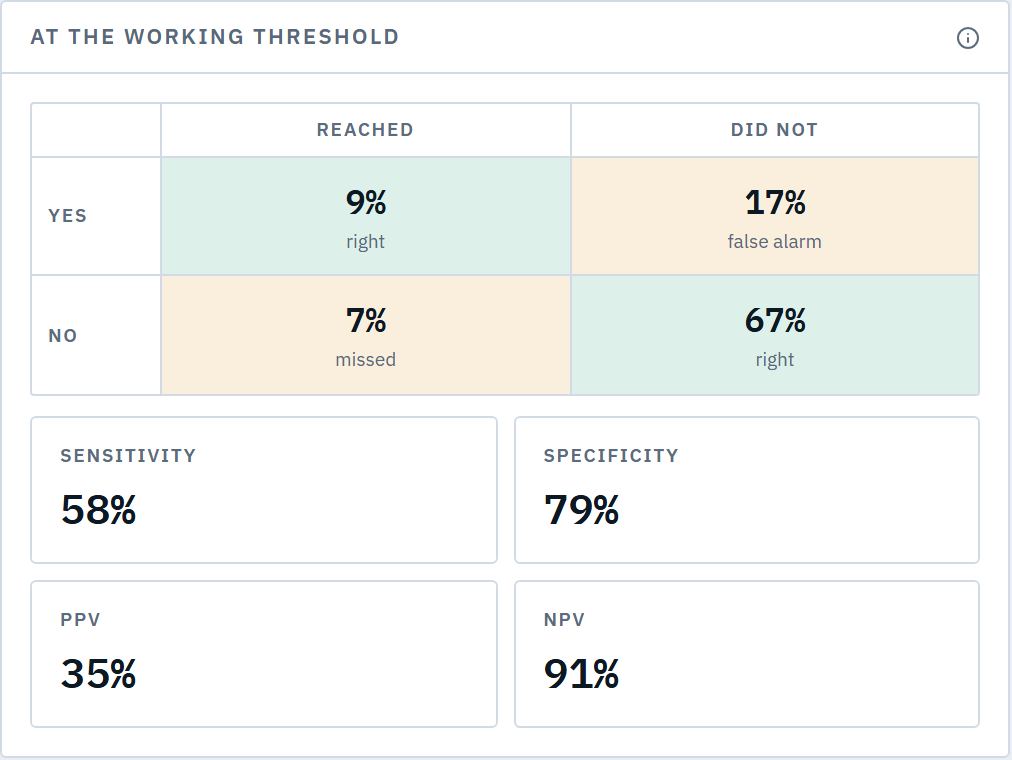 AT THE WORKING THRESHOLD
REACHED DID NOT
YES
9% 17%
right false alarm
NO
7% 67%
missed right
SENSITIVITY
58%
SPECIFICITY
79%
PPV
35%
NPV
91%